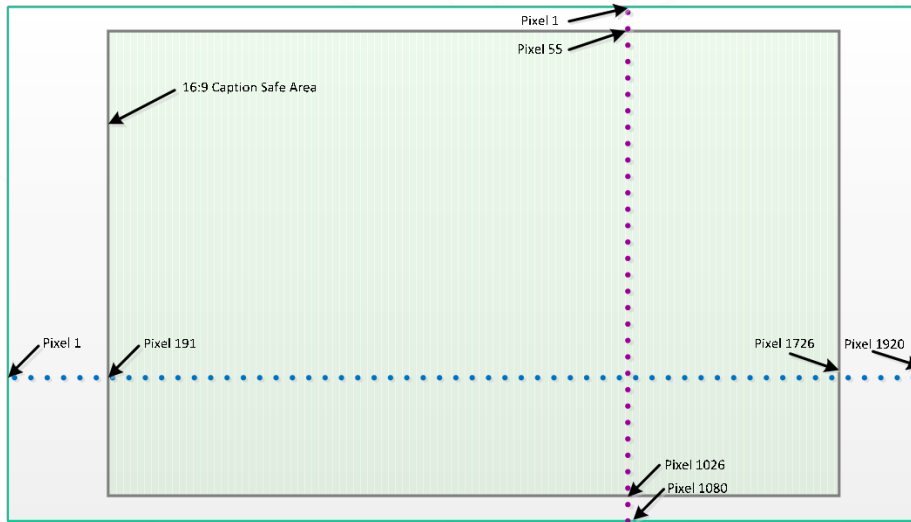 Pixel 1
Pixel 55
16:9 Caption Safe Area
Pixel 1
Pixel 191
Pixel 1726
Pixel 1920
Pixel 1026
Pixel 1080